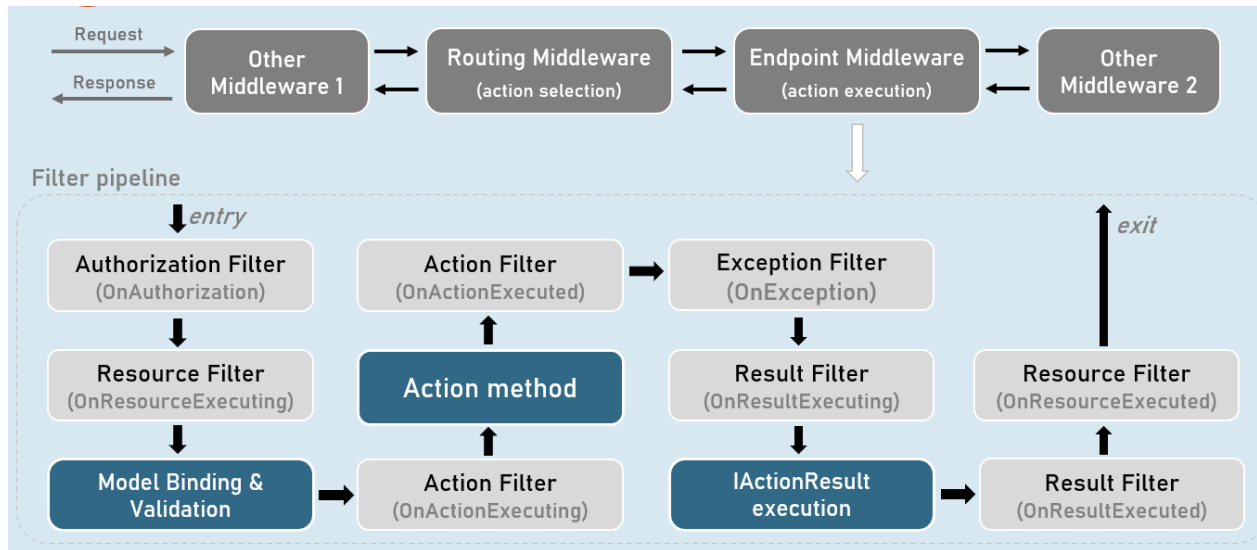 Request
Response
Other
Middleware 1
Routing Middleware
(action selection)
Endpoint Middleware
(action execution)
Other
Middleware 2
Filter pipeline
entry
exit
Authorization Filter
(OnAuthorization)
Resource Filter
(OnResourceExecuting)
Model Binding &
Validation
Action Filter
(OnActionExecuting)
Action method
Action Filter
(OnActionExecuted)
Exception Filter
(OnException)
Result Filter
(OnResultExecuting)
IActionResult
execution
Result Filter
(OnResultExecuted)
Resource Filter
(OnResourceExecuted)